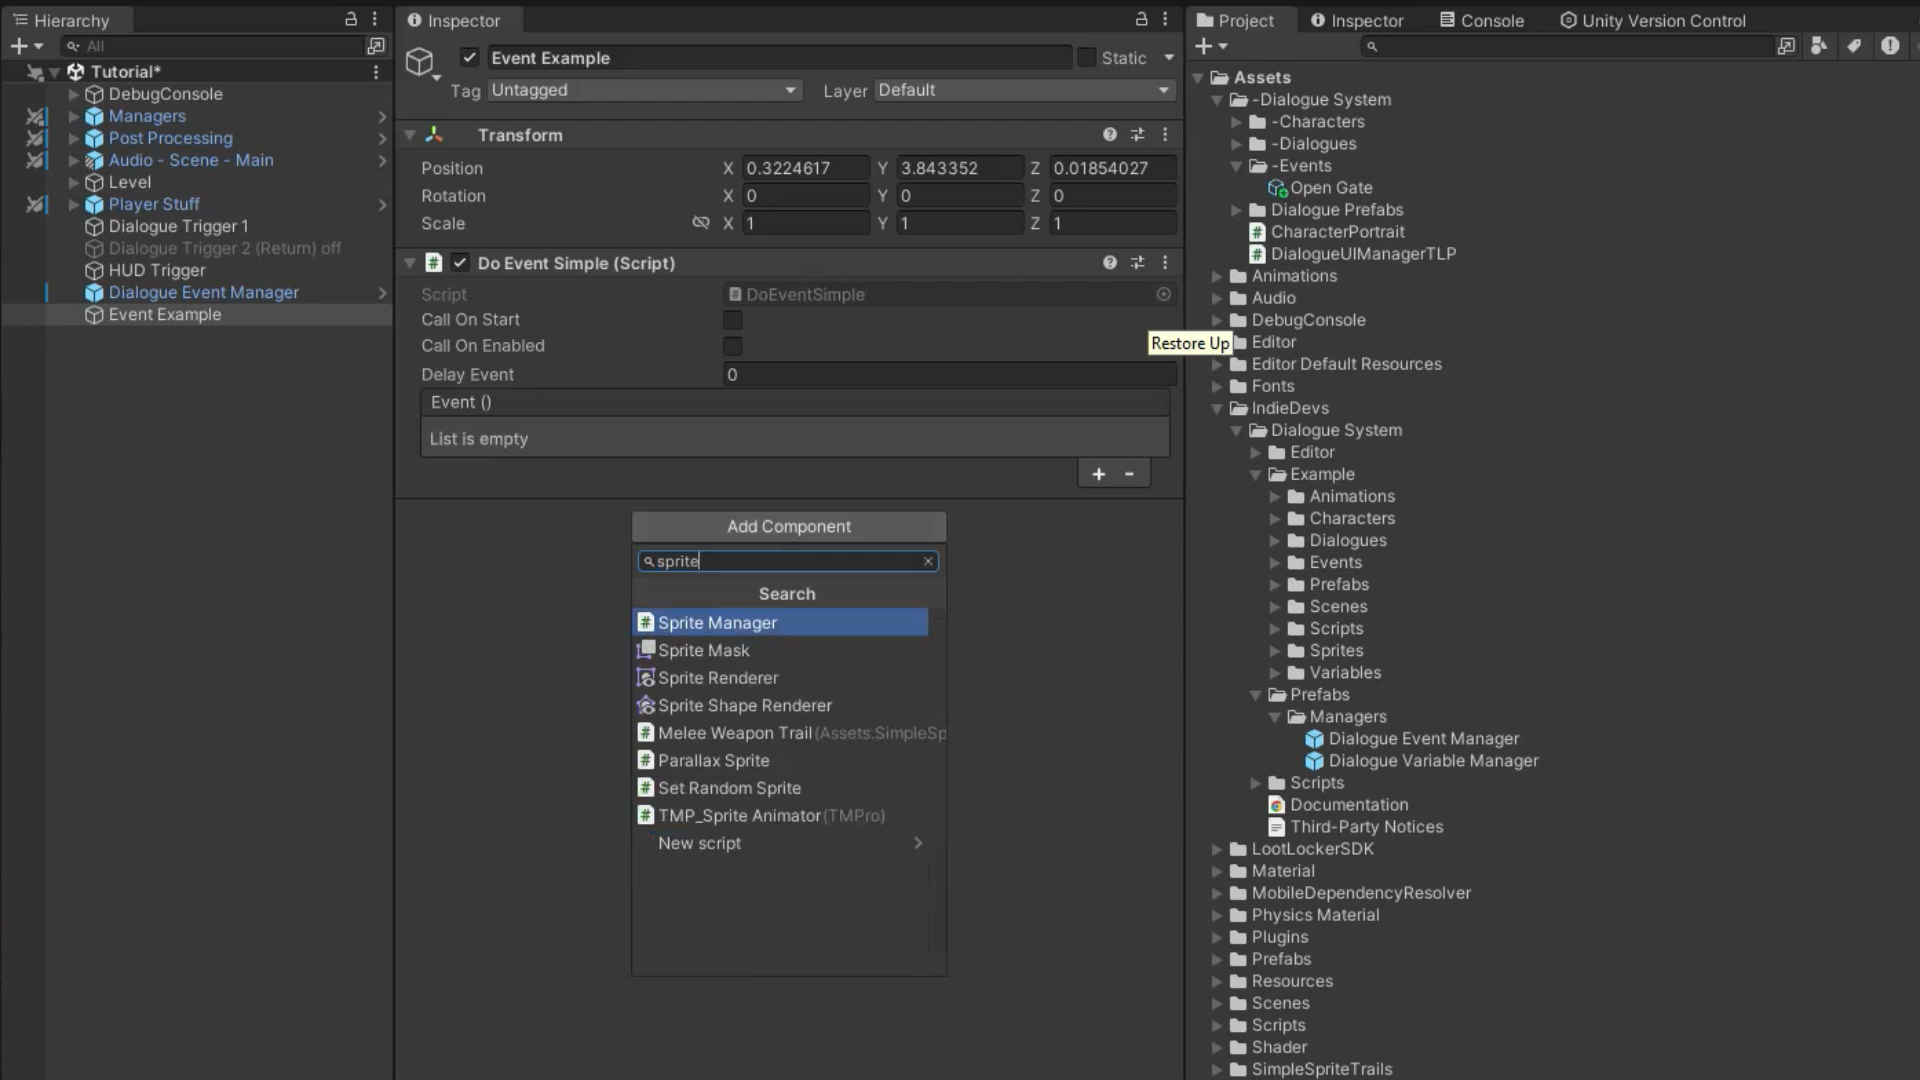 Hierarchy
All
Tutorial*
DebugConsole
Managers
Post Processing
Audio - Scene - Main
Level
Player Stuff
Dialogue Trigger 1
Dialogue Trigger 2 (Return) off
HUD Trigger
Dialogue Event Manager
Event Example
Inspector
Event Example
Static
Tag Untagged
Layer Default
Transform
Position X 0.3224617 Y 3.843352 Z 0.01854027
Rotation X 0 Y 0 Z 0
Scale X 1 Y 1 Z 1
# Do Event Simple (Script)
Script DoEventSimple
Call On Start
Call On Enabled
Delay Event 0
Event ()
List is empty
+ -
Add Component
sprite
Search
Sprite Manager
Sprite Mask
Sprite Renderer
Sprite Shape Renderer
Melee Weapon Trail (Assets.SimpleSp
Parallax Sprite
Set Random Sprite
TMP_Sprite Animator (TMPro)
New script
Restore Up
Project
Inspector
Console
Unity Version Control
Assets
-Dialogue System
-Characters
-Dialogues
-Events
Open Gate
Dialogue Prefabs
CharacterPortrait
DialogueUIManagerTLP
Animations
Audio
DebugConsole
Editor
Editor Default Resources
Fonts
IndieDevs
Dialogue System
Editor
Example
Animations
Characters
Dialogues
Events
Prefabs
Scenes
Scripts
Sprites
Variables
Prefabs
Managers
Dialogue Event Manager
Dialogue Variable Manager
Scripts
Documentation
Third-Party Notices
LootLockerSDK
Material
MobileDependencyResolver
Physics Material
Plugins
Prefabs
Resources
Scenes
Scripts
Shader
SimpleSpriteTrails